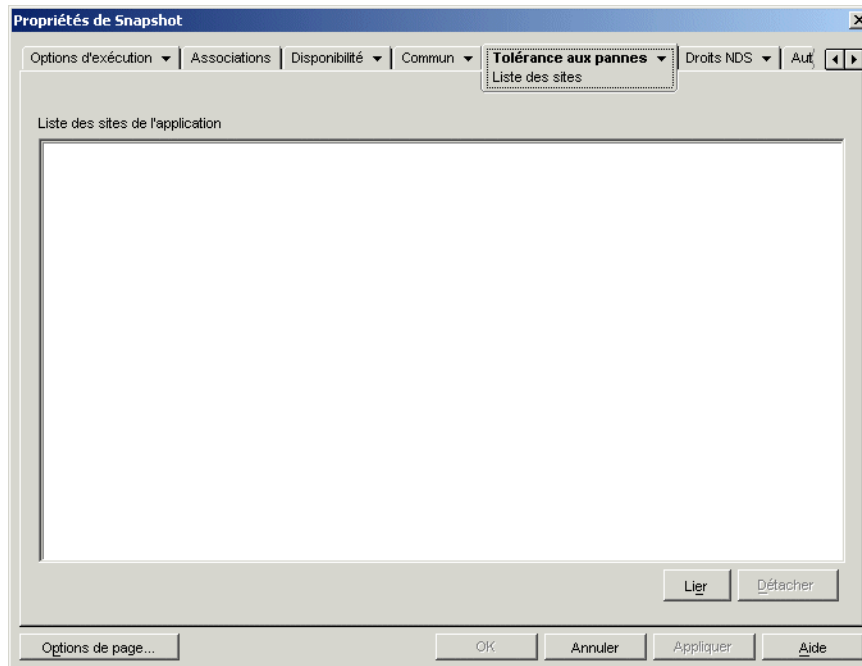 Propriétés de Snapshot
Options d'exécution Associations Disponibilité Commun Tolérance aux pannes Droits NDS Aut
Liste des sites
Liste des sites de l'application
Lier Détacher
Options de page... OK Annuler Appliquer Aide